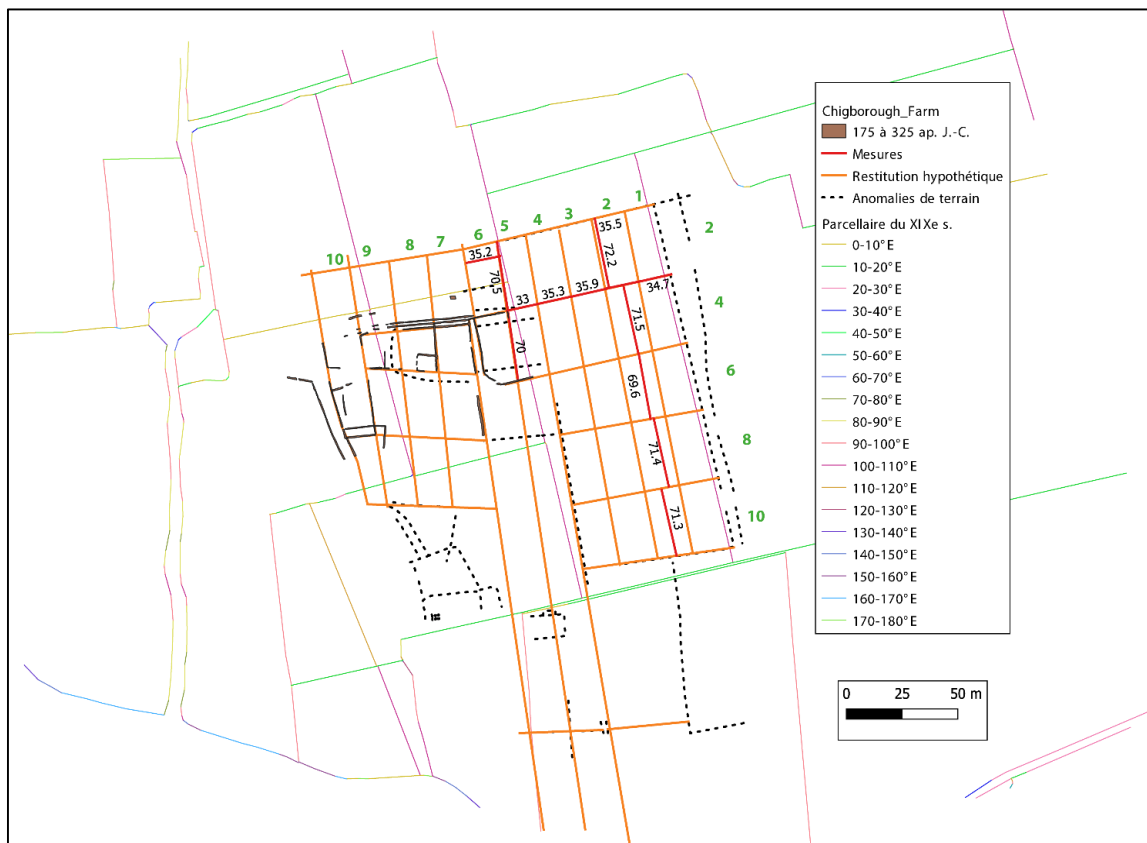 1
2
3
4
5
6
7
8
9
10
2
4
6
8
10
35.5
72.2
35.2
70.5
33
35.3
35.9
34.7
71.5
70
69.6
71.4
71.3
Chigborough_Farm
175 à 325 ap. J.-C.
Mesures
Restitution hypothétique
Anomalies de terrain
Parcellaire du XIXe s.
0-10°E
10-20°E
20-30°E
30-40°E
40-50°E
50-60°E
60-70°E
70-80°E
80-90°E
90-100°E
100-110°E
110-120°E
120-130°E
130-140°E
140-150°E
150-160°E
160-170°E
170-180°E
0 25 50 m